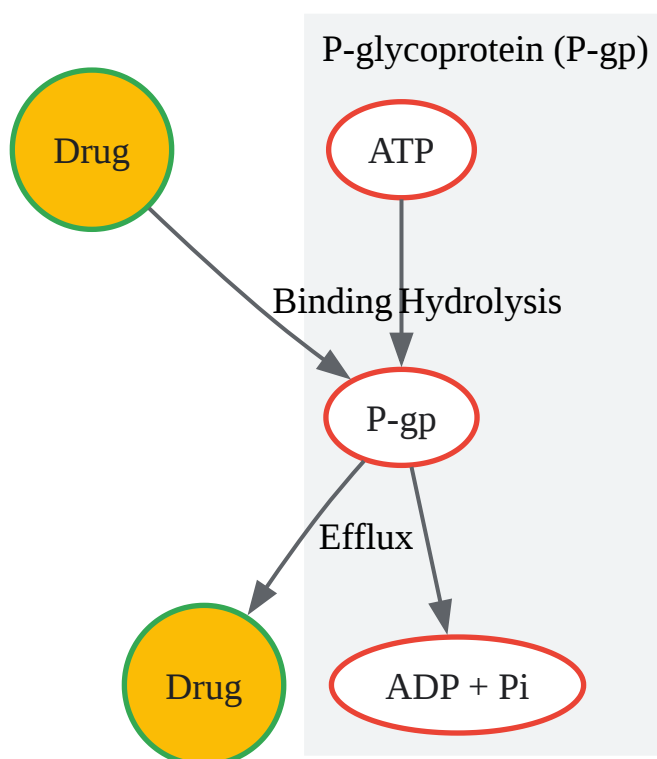 P-glycoprotein (P-gp)
Drug
ATP
Binding
Hydrolysis
P-gp
Efflux
Drug
ADP + Pi